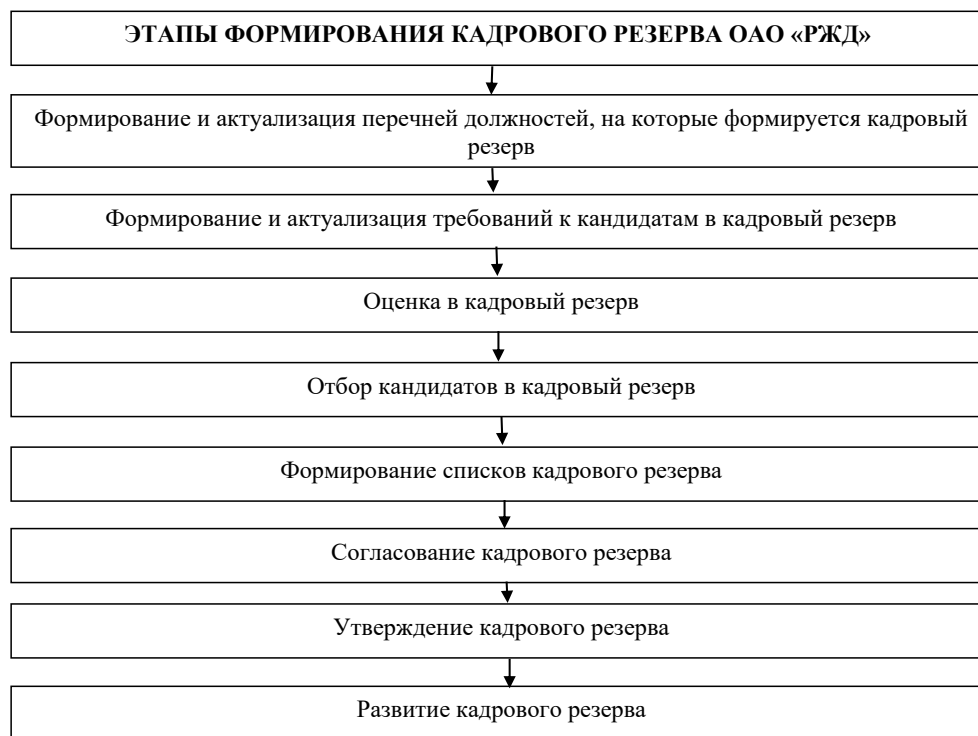 ЭТАПЫ ФОРМИРОВАНИЯ КАДРОВОГО РЕЗЕРВА ОАО «РЖД»
Формирование и актуализация перечней должностей, на которые формируется кадровый
резерв
Формирование и актуализация требований к кандидатам в кадровый резерв
Оценка в кадровый резерв
Отбор кандидатов в кадровый резерв
Формирование списков кадрового резерва
Согласование кадрового резерва
Утверждение кадрового резерва
Развитие кадрового резерва